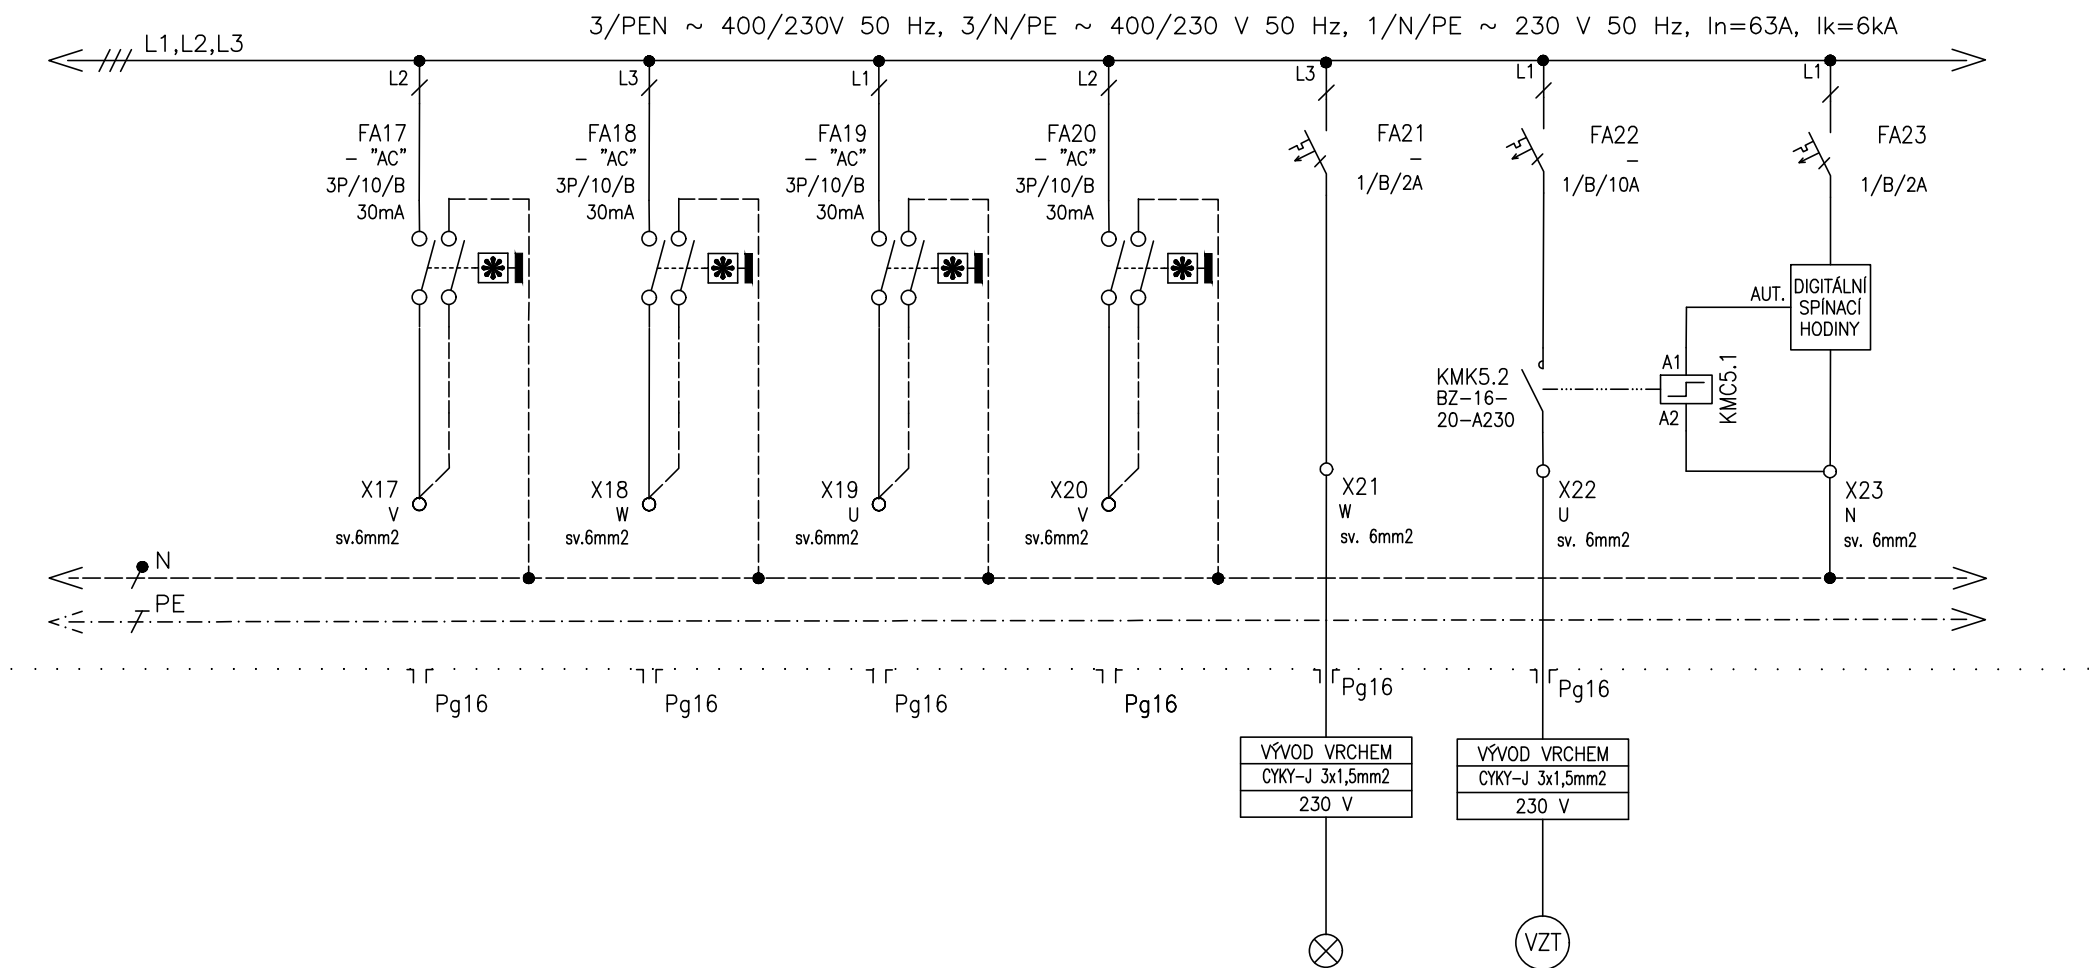 3/PEN ~ 400/230V 50 Hz, 3/N/PE ~ 400/230 V 50 Hz, 1/N/PE ~ 230 V 50 Hz, In=63A, Ik=6kA
L1,L2,L3
L2
FA17
– "AC"
3P/10/B
30mA
X17
V
sv.6mm2
L3
FA18
– "AC"
3P/10/B
30mA
X18
W
sv.6mm2
L1
FA19
– "AC"
3P/10/B
30mA
X19
U
sv.6mm2
L2
FA20
– "AC"
3P/10/B
30mA
X20
V
sv.6mm2
L3
FA21
–
1/B/2A
X21
W
sv. 6mm2
L1
FA22
–
1/B/10A
KMK5.2
BZ–16–
20–A230
X22
U
sv. 6mm2
L1
FA23
1/B/2A
DIGITÁLNÍ
SPÍNACÍ
HODINY
AUT.
A1
A2
KMC5.1
X23
N
sv. 6mm2
N
PE
Pg16
Pg16
Pg16
Pg16
Pg16
Pg16
VÝVOD VRCHEM
CYKY–J 3x1,5mm2
230 V
VÝVOD VRCHEM
CYKY–J 3x1,5mm2
230 V
VZT